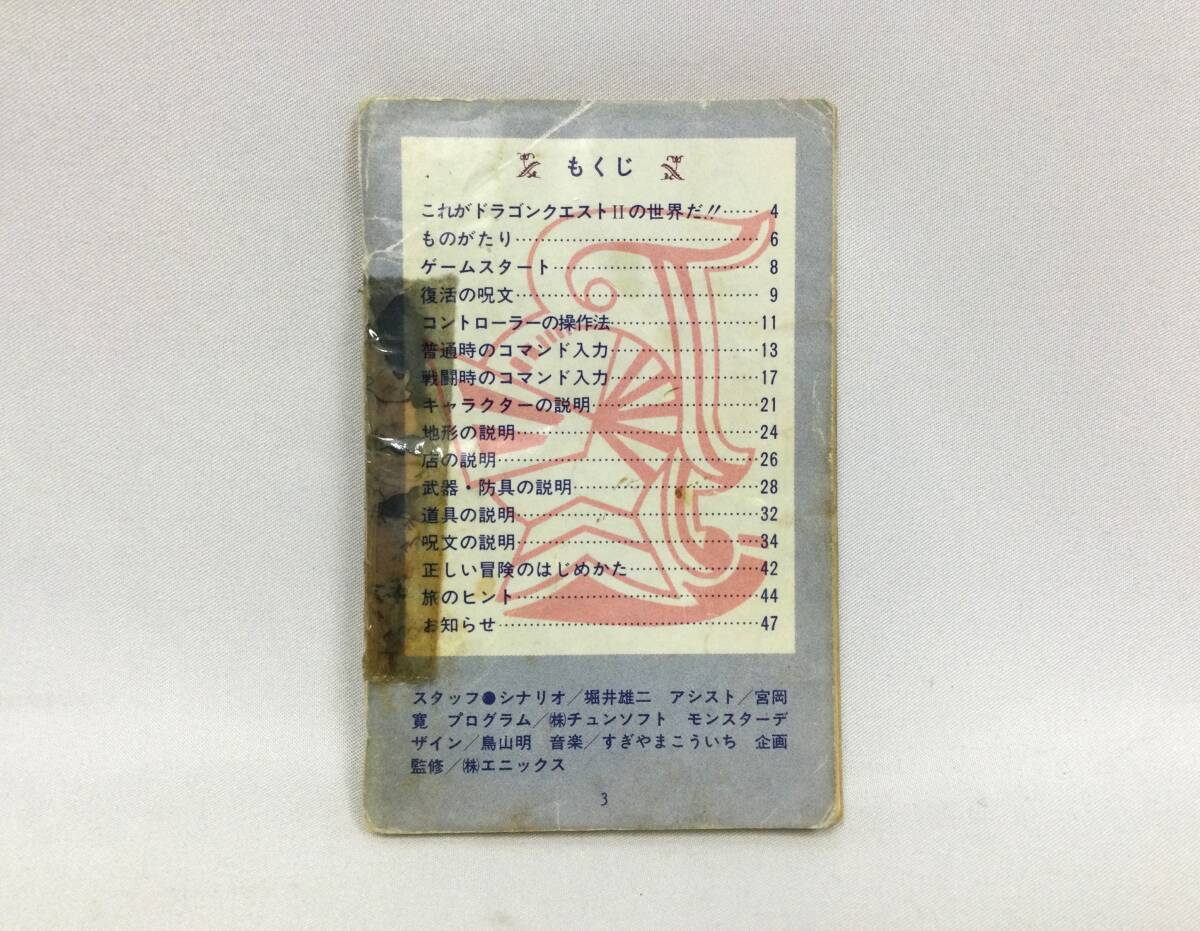 もくじ
これがドラゴンクエストIIの世界だ!!……4
ものがたり……………………………6
ゲームスタート………………………8
復活の呪文……………………………9
コントローラーの操作法……………11
普通時のコマンド入力………………13
戦闘時のコマンド入力………………17
キャラクターの説明…………………21
地形の説明……………………………24
店の説明………………………………26
武器・防具の説明……………………28
道具の説明……………………………32
呪文の説明……………………………34
正しい冒険のはじめかた……………42
旅のヒント……………………………44
お知らせ………………………………47
スタッフ●シナリオ/堀井雄二 アシスト/宮岡
寛 プログラム/㈱チュンソフト モンスターデ
ザイン/鳥山明 音楽/すぎやまこういち 企画
監修/㈱エニックス
3